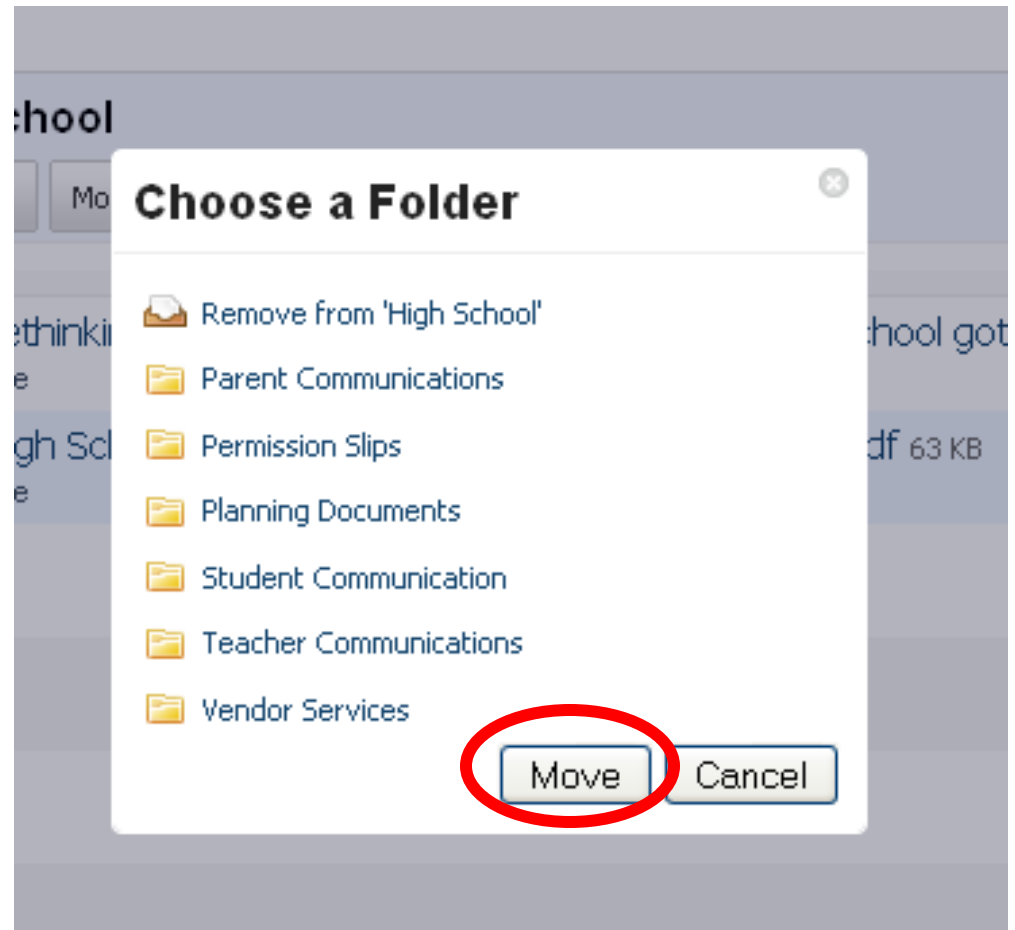 chool
Mo
Choose a Folder
Remove from 'High School'
ethinki
hool got
e
Parent Communications
gh Sc
Permission Slips
df 63 KB
e
Planning Documents
Student Communication
Teacher Communications
Vendor Services
Move Cancel